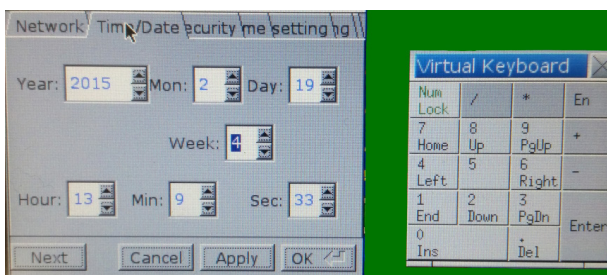 Network Time/Date ecurity me setting ng
Year: 2015 Mon: 2 Day: 19
Week: 4
Hour: 13 Min: 9 Sec: 33
Next Cancel Apply OK
Virtual Keyboard
Num Lock / * En
7 Home 8 Up 9 PgUp +
4 Left 5 6 Right -
1 End 2 Down 3 PgDn Enter
0 Ins . Del